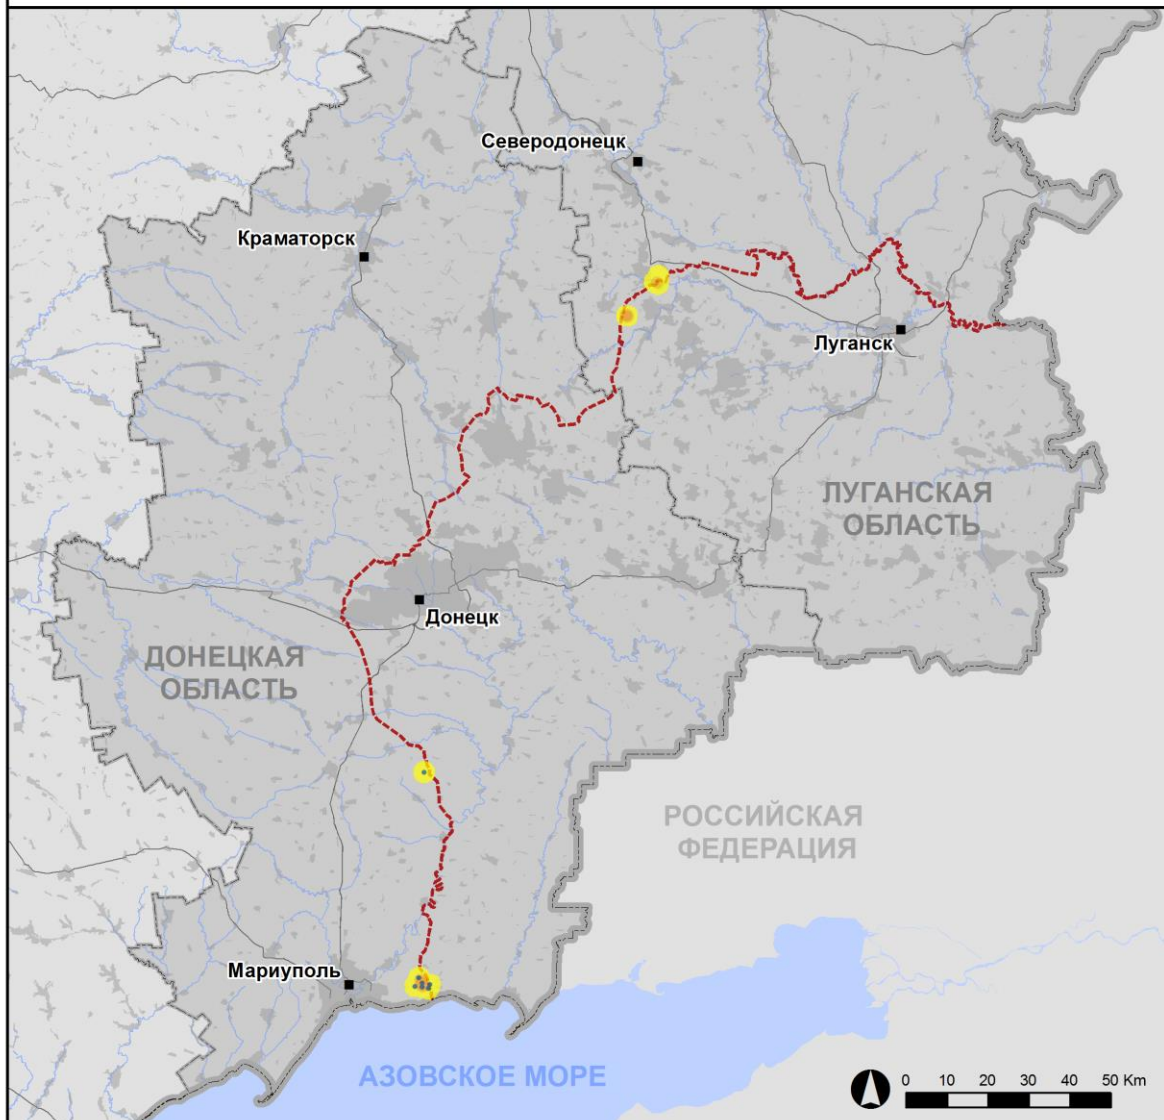 Северодонецк
Краматорск
Луганск
ЛУГАНСКАЯ
ОБЛАСТЬ
Донецк
ДОНЕЦКАЯ
ОБЛАСТЬ
РОССИЙСКАЯ
ФЕДЕРАЦИЯ
Мариуполь
АЗОВСКОЕ МОРЕ
0 10 20 30 40 50 Km